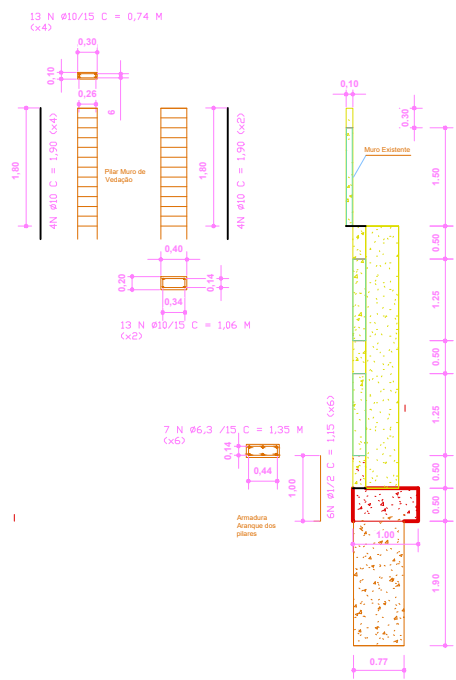 13 N Ø10/15 C = 0,74 M
(x4)
0,30
0,10
0,26
6
1,80
4N Ø10 C = 1,90 (x4)
Pilar Muro de
Vedação
1,80
4N Ø10 C = 1,90 (x2)
0,40
0,20
0,14
0,34
13 N Ø10/15 C = 1,06 M
(x2)
7 N Ø6,3 /15 C = 1,35 M
(x6)
0,14
0,44
1,00
6N Ø1/2 C = 1,15 (x6)
Armadura
Aranque dos
pilares
0,10
0.30
Muro Existente
1.50
0.50
1.25
0.50
1.25
0.50
0.50
1.00
1.90
0.77